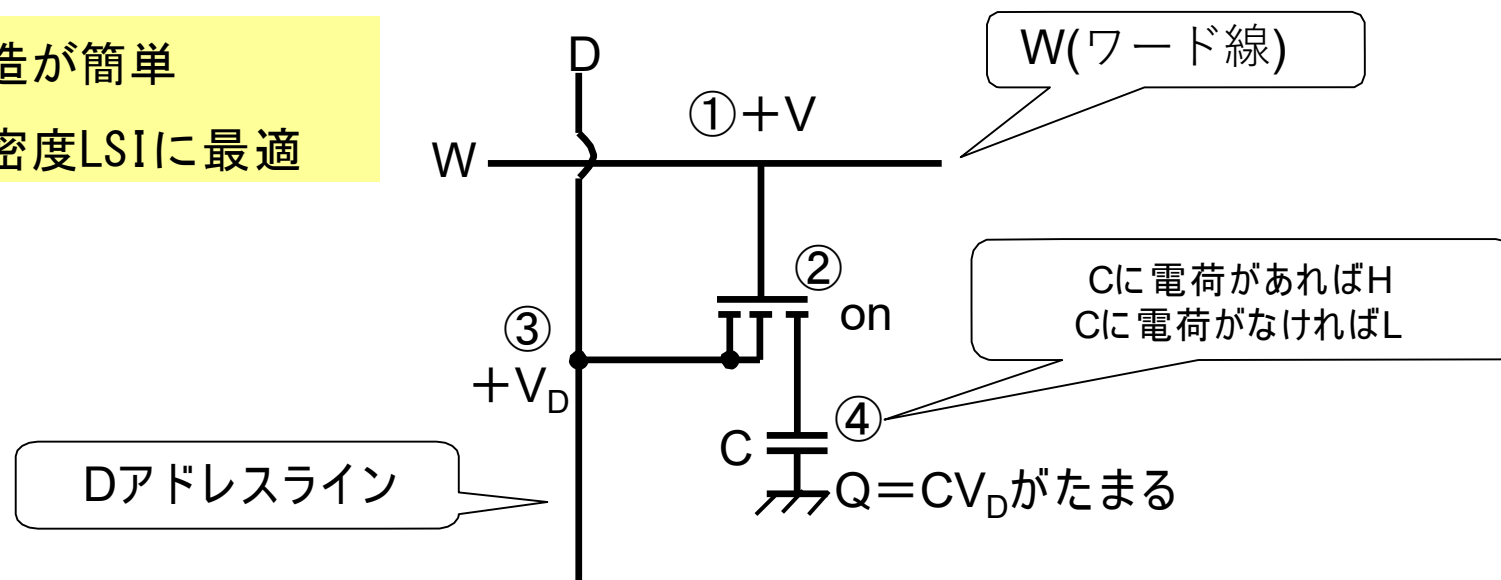 造が簡単
密度LSIに最適
D
W(ワード線)
①+V
W
②
on
Cに電荷があればH
Cに電荷がなければL
③
+VD
④
C
Dアドレスライン
Q=CVDがたまる